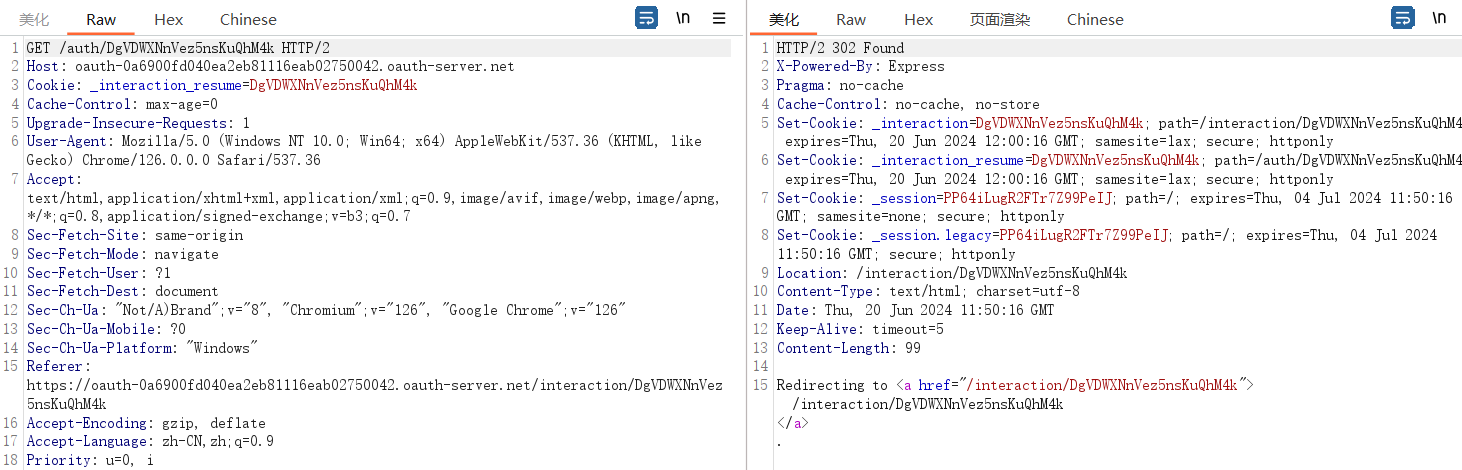 美化 Raw Hex Chinese \n ☰
1 GET /auth/DgVDWXNnVez5nsKuQhM4k HTTP/2
2 Host: oauth-0a6900fd040ea2eb81116eab02750042.oauth-server.net
3 Cookie: _interaction_resume=DgVDWXNnVez5nsKuQhM4k
4 Cache-Control: max-age=0
5 Upgrade-Insecure-Requests: 1
6 User-Agent: Mozilla/5.0 (Windows NT 10.0; Win64; x64) AppleWebKit/537.36 (KHTML, like
Gecko) Chrome/126.0.0.0 Safari/537.36
7 Accept:
text/html,application/xhtml+xml,application/xml;q=0.9,image/avif,image/webp,image/apng,
*/*;q=0.8,application/signed-exchange;v=b3;q=0.7
8 Sec-Fetch-Site: same-origin
9 Sec-Fetch-Mode: navigate
10 Sec-Fetch-User: ?1
11 Sec-Fetch-Dest: document
12 Sec-Ch-Ua: "Not/A)Brand";v="8", "Chromium";v="126", "Google Chrome";v="126"
13 Sec-Ch-Ua-Mobile: ?0
14 Sec-Ch-Ua-Platform: "Windows"
15 Referer:
https://oauth-0a6900fd040ea2eb81116eab02750042.oauth-server.net/interaction/DgVDWXNnVez
5nsKuQhM4k
16 Accept-Encoding: gzip, deflate
17 Accept-Language: zh-CN,zh;q=0.9
18 Priority: u=0, i
美化 Raw Hex 页面渲染 Chinese \n
1 HTTP/2 302 Found
2 X-Powered-By: Express
3 Pragma: no-cache
4 Cache-Control: no-cache, no-store
5 Set-Cookie: _interaction=DgVDWXNnVez5nsKuQhM4k; path=/interaction/DgVDWXNnVez5nsKuQhM4
expires=Thu, 20 Jun 2024 12:00:16 GMT; samesite=lax; secure; httponly
6 Set-Cookie: _interaction_resume=DgVDWXNnVez5nsKuQhM4k; path=/auth/DgVDWXNnVez5nsKuQhM4
expires=Thu, 20 Jun 2024 12:00:16 GMT; samesite=lax; secure; httponly
7 Set-Cookie: _session=PP64iLugR2FTr7Z99PeIJ; path=/; expires=Thu, 04 Jul 2024 11:50:16
GMT; samesite=none; secure; httponly
8 Set-Cookie: _session.legacy=PP64iLugR2FTr7Z99PeIJ; path=/; expires=Thu, 04 Jul 2024
11:50:16 GMT; secure; httponly
9 Location: /interaction/DgVDWXNnVez5nsKuQhM4k
10 Content-Type: text/html; charset=utf-8
11 Date: Thu, 20 Jun 2024 11:50:16 GMT
12 Keep-Alive: timeout=5
13 Content-Length: 99
14
15 Redirecting to <a href="/interaction/DgVDWXNnVez5nsKuQhM4k">
/interaction/DgVDWXNnVez5nsKuQhM4k
</a>
.